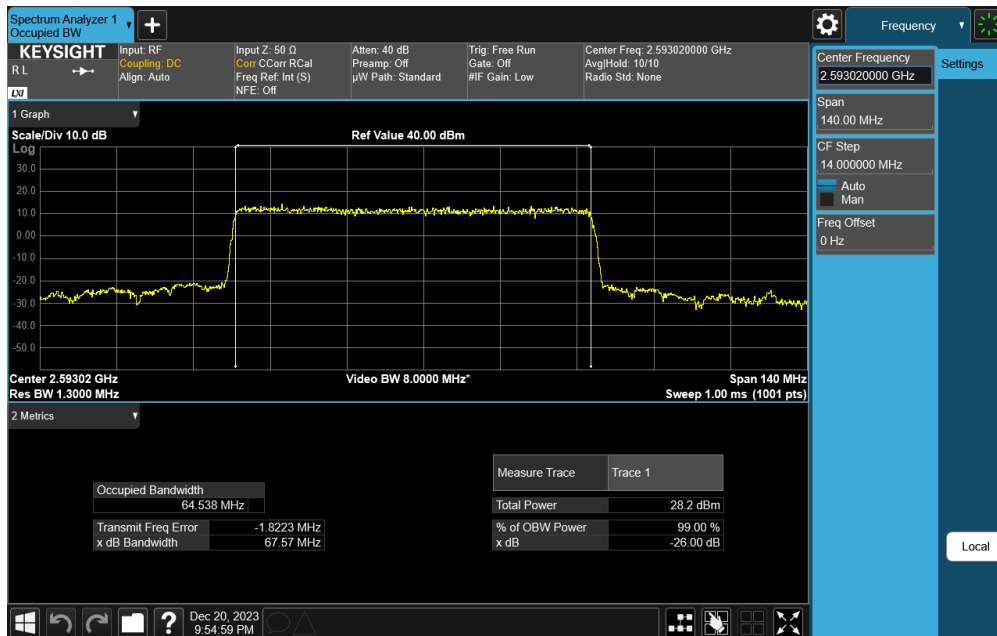 Spectrum Analyzer 1
Occupied BW
Frequency
KEYSIGHT
R L
LXI
Input: RF
Coupling: DC
Align: Auto
Input Z: 50 Ω
Corr CCorr RCal
Freq Ref: Int (S)
NFE: Off
Atten: 40 dB
Preamp: Off
µW Path: Standard
Trig: Free Run
Gate: Off
#IF Gain: Low
Center Freq: 2.593020000 GHz
Avg|Hold: 10/10
Radio Std: None
Center Frequency
2.593020000 GHz
Settings
Span
140.00 MHz
CF Step
14.000000 MHz
Auto
Man
Freq Offset
0 Hz
1 Graph
Scale/Div 10.0 dB
Ref Value 40.00 dBm
Log
30.0
20.0
10.0
0.00
-10.0
-20.0
-30.0
-40.0
-50.0
Center 2.59302 GHz
Video BW 8.0000 MHz*
Span 140 MHz
Res BW 1.3000 MHz
Sweep 1.00 ms (1001 pts)
2 Metrics
Measure Trace Trace 1
Occupied Bandwidth
64.538 MHz
Total Power 28.2 dBm
Transmit Freq Error -1.8223 MHz
% of OBW Power 99.00 %
x dB Bandwidth 67.57 MHz
x dB -26.00 dB
Local
Dec 20, 2023
9:54:59 PM